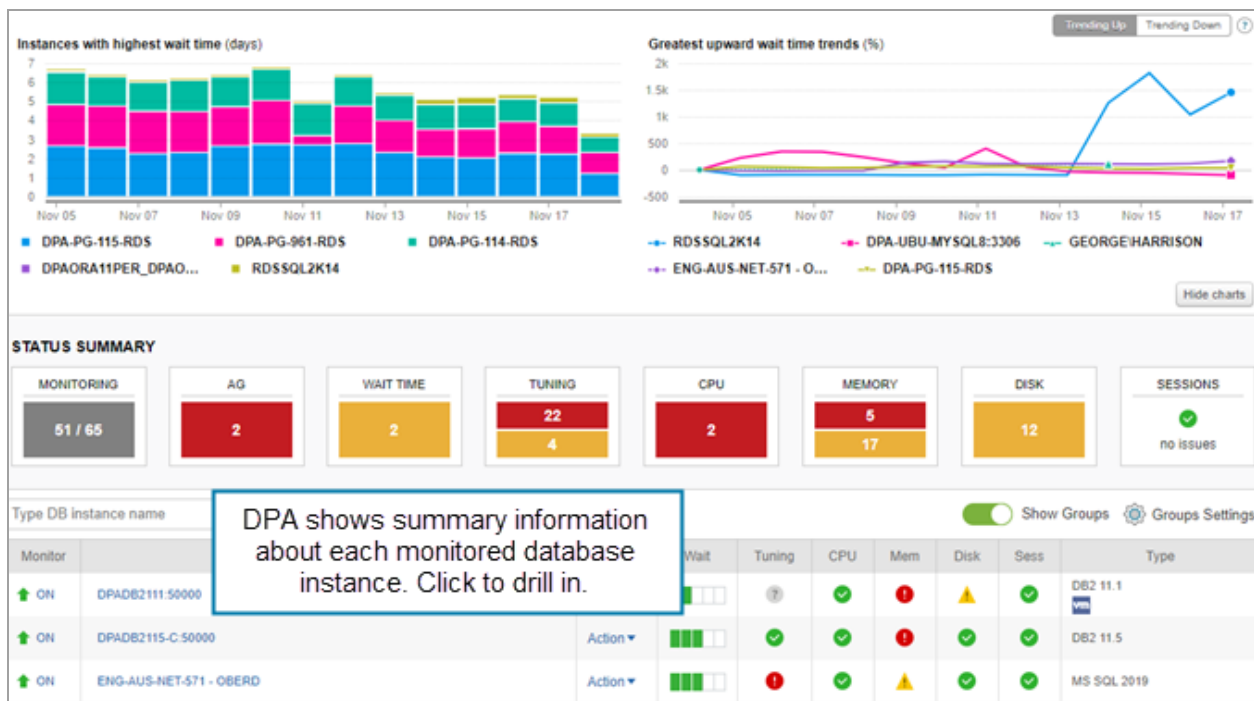 Trending Up Trending Down ?
Instances with highest wait time (days)
7
6
5
4
3
2
1
0
Nov 05 Nov 07 Nov 09 Nov 11 Nov 13 Nov 15 Nov 17
DPA-PG-115-RDS DPA-PG-961-RDS DPA-PG-114-RDS
DPAORA11PER_DPAO... RDSSQL2K14
Greatest upward wait time trends (%)
2k
1.5k
1k
500
0
-500
Nov 05 Nov 07 Nov 09 Nov 11 Nov 13 Nov 15 Nov 17
RDSSQL2K14 DPA-UBU-MYSQL8:3306 GEORGE\HARRISON
ENG-AUS-NET-571 - O... DPA-PG-115-RDS
Hide charts
STATUS SUMMARY
MONITORING AG WAIT TIME TUNING CPU MEMORY DISK SESSIONS
51 / 65 2 2 22 2 5 12
4 17 no issues
Type DB instance name Show Groups Groups Settings
DPA shows summary information
about each monitored database
instance. Click to drill in.
Monitor Wait Tuning CPU Mem Disk Sess Type
ON DPADB2111:50000 ? ! DB2 11.1
vm
ON DPADB2115-C:50000 Action ! DB2 11.5
ON ENG-AUS-NET-571 - OBERD Action ! MS SQL 2019